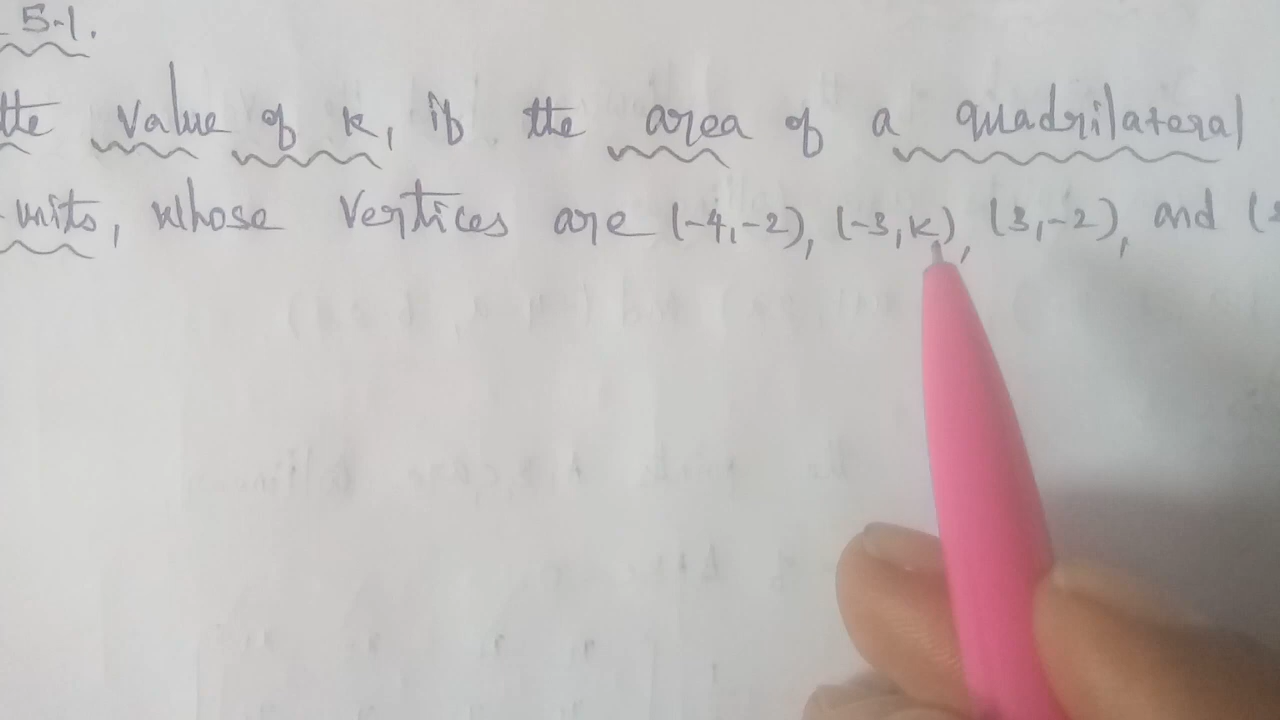 5.1.
the value of k, if the area of a quadrilateral
units, whose vertices are (-4,-2), (-3,k), (3,-2), and (